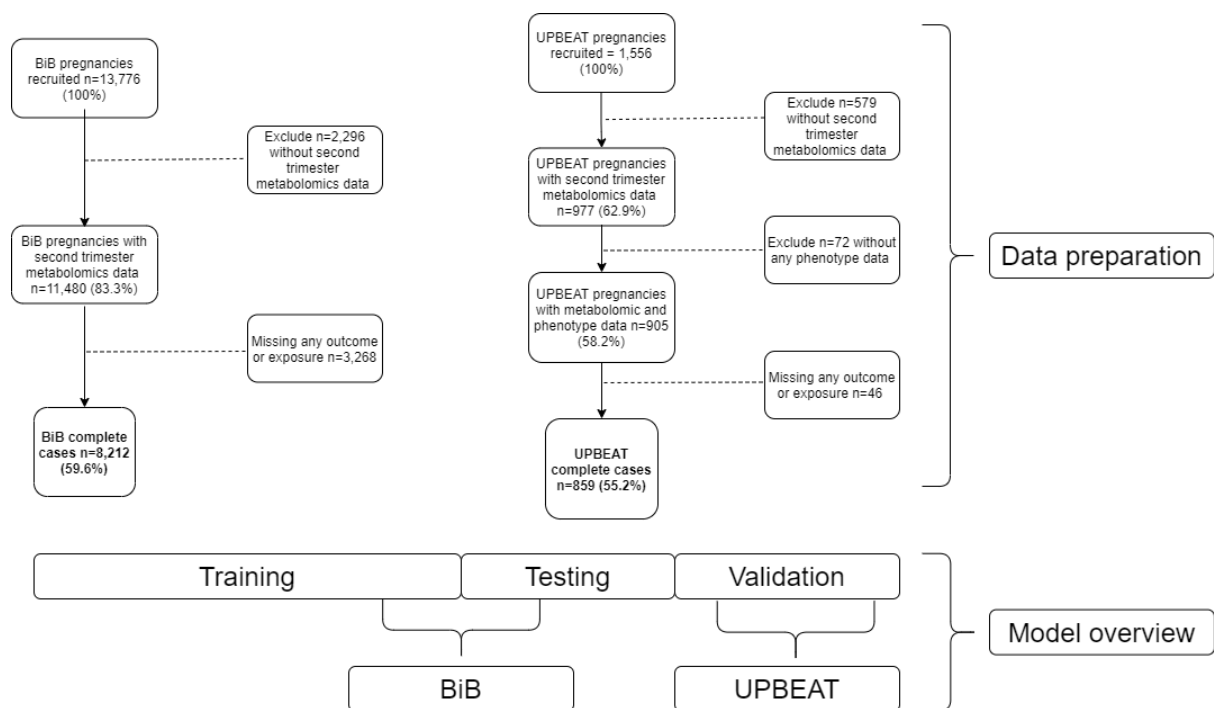 BiB pregnancies
recruited n=13,776
(100%)
Exclude n=2,296
without second
trimester
metabolomics data
BiB pregnancies with
second trimester
metabolomics data
n=11,480 (83.3%)
Missing any outcome
or exposure n=3,268
BiB complete
cases n=8,212
(59.6%)
UPBEAT pregnancies
recruited = 1,556
(100%)
Exclude n=579
without second
trimester
metabolomics data
UPBEAT pregnancies
with second trimester
metabolomics data
n=977 (62.9%)
Exclude n=72 without
any phenotype data
UPBEAT pregnancies
with metabolomic and
phenotype data n=905
(58.2%)
Missing any outcome
or exposure n=46
UPBEAT
complete cases
n=859 (55.2%)
Data preparation
Training
Testing
Validation
BiB
UPBEAT
Model overview